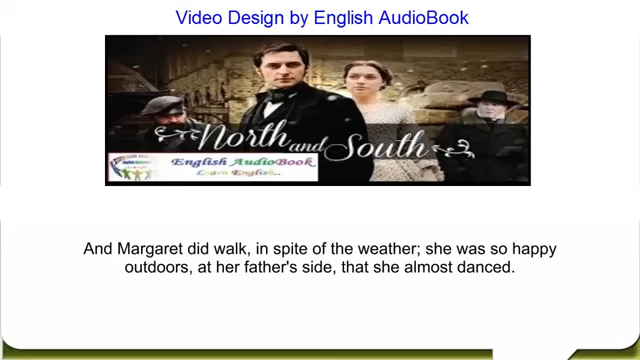 Video Design by English AudioBook
North and South
English AudioBook
Learn English...
And Margaret did walk, in spite of the weather; she was so happy
outdoors, at her father's side, that she almost danced.